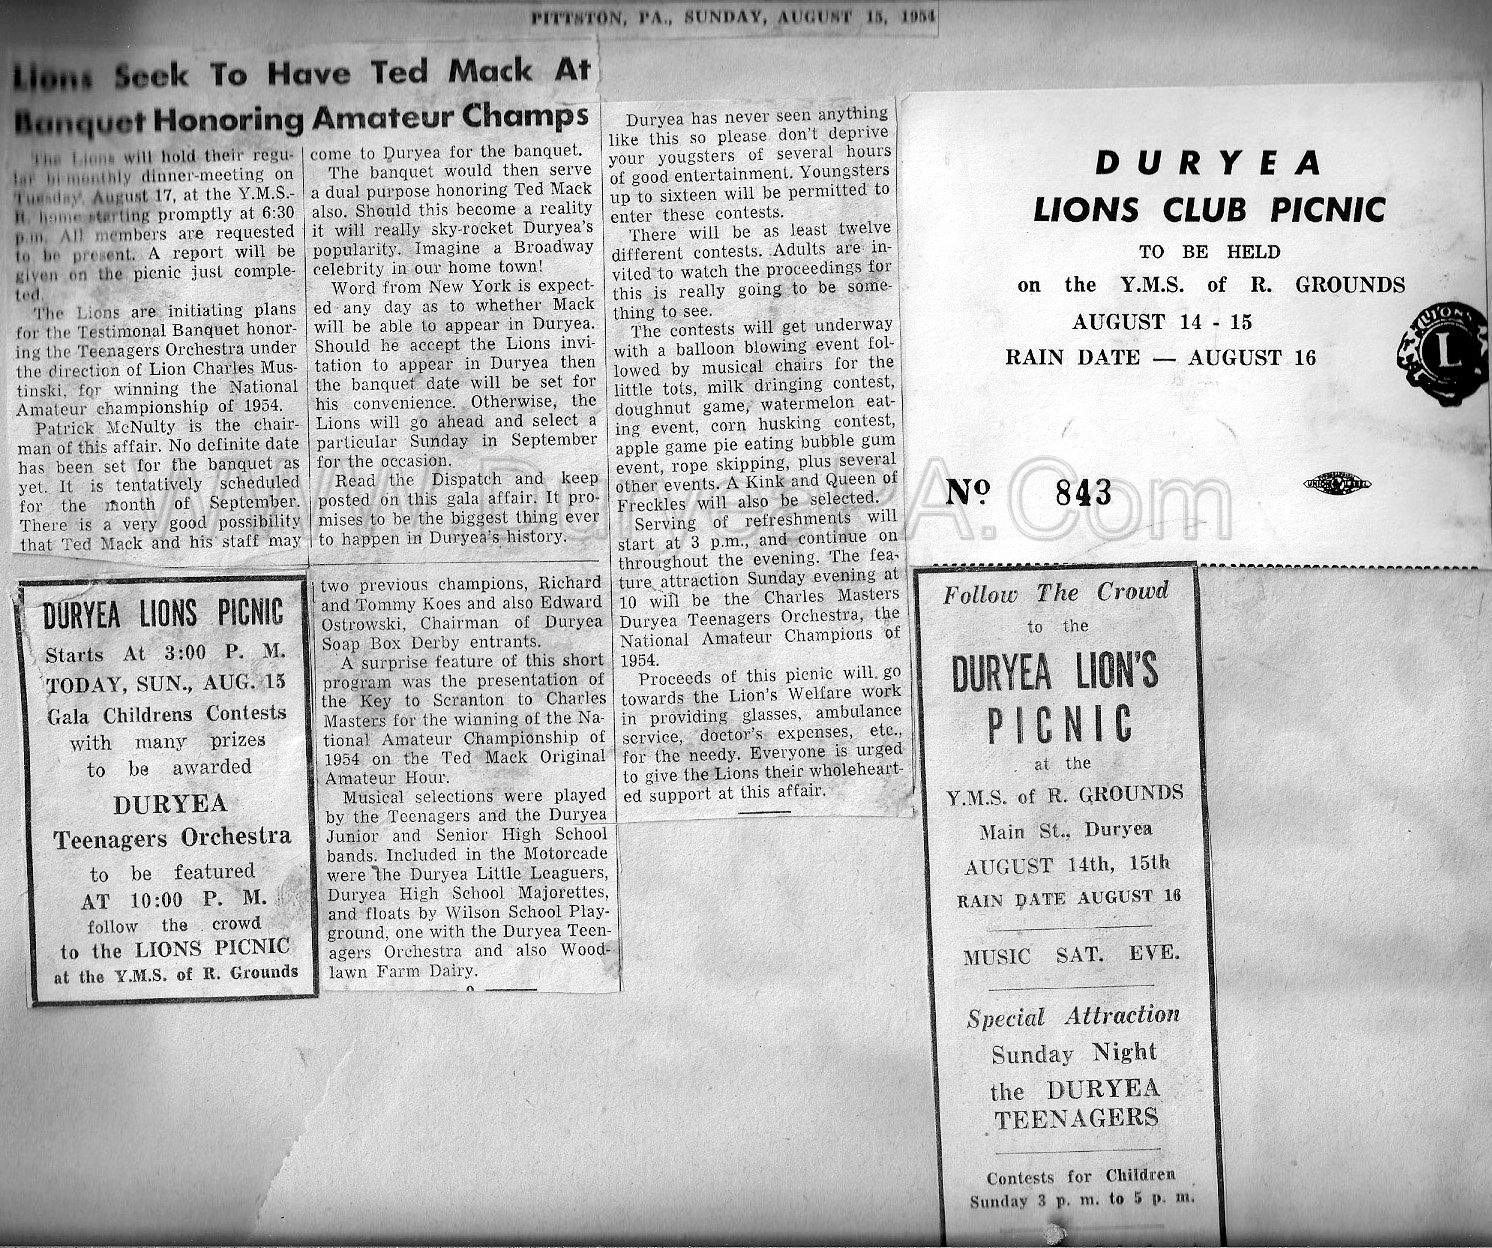 PITTSTON, PA., SUNDAY, AUGUST 15, 1954
Lions Seek To Have Ted Mack At
Banquet Honoring Amateur Champs
The Lions will hold their regu-
lar bi-monthly dinner-meeting on
Tuesday, August 17, at the Y.M.S.-
R. home starting promptly at 6:30
p.m. All members are requested
to be present. A report will be
given on the picnic just comple-
ted.
The Lions are initiating plans
for the Testimonal Banquet honor-
ing the Teenagers Orchestra under
the direction of Lion Charles Mus-
tinski, for winning the National
Amateur championship of 1954.
Patrick McNulty is the chair-
man of this affair. No definite date
has been set for the banquet as
yet. It is tentatively scheduled
for the month of September.
There is a very good possibility
that Ted Mack and his staff may
come to Duryea for the banquet.
The banquet would then serve
a dual purpose honoring Ted Mack
also. Should this become a reality
it will really sky-rocket Duryea's
popularity. Imagine a Broadway
celebrity in our home town!
Word from New York is expect-
ed any day as to whether Mack
will be able to appear in Duryea.
Should he accept the Lions invi-
tation to appear in Duryea then
the banquet date will be set for
his convenience. Otherwise, the
Lions will go ahead and select a
particular Sunday in September
for the occasion.
Read the Dispatch and keep
posted on this gala affair. It pro-
mises to be the biggest thing ever
to happen in Duryea's history.
DURYEA LIONS PICNIC
Starts At 3:00 P. M.
TODAY, SUN., AUG. 15
Gala Childrens Contests
with many prizes
to be awarded
DURYEA
Teenagers Orchestra
to be featured
AT 10:00 P. M.
follow the crowd
to the LIONS PICNIC
at the Y.M.S. of R. Grounds
two previous champions, Richard
and Tommy Koes and also Edward
Ostrowski, Chairman of Duryea
Soap Box Derby entrants.
A surprise feature of this short
program was the presentation of
the Key to Scranton to Charles
Masters for the winning of the Na-
tional Amateur Championship of
1954 on the Ted Mack Original
Amateur Hour.
Musical selections were played
by the Teenagers and the Duryea
Junior and Senior High School
bands. Included in the Motorcade
were the Duryea Little Leaguers,
Duryea High School Majorettes,
and floats by Wilson School Play-
ground, one with the Duryea Teen-
agers Orchestra and also Wood-
lawn Farm Dairy.
Duryea has never seen anything
like this so please don't deprive
your yougsters of several hours
of good entertainment. Youngsters
up to sixteen will be permitted to
enter these contests.
There will be as least twelve
different contests. Adults are in-
vited to watch the proceedings for
this is really going to be some-
thing to see.
The contests will get underway
with a balloon blowing event fol-
lowed by musical chairs for the
little tots, milk dringing contest,
doughnut game, watermelon eat-
ing event, corn husking contest,
apple game pie eating bubble gum
event, rope skipping, plus several
other events. A Kink and Queen of
Freckles will also be selected.
Serving of refreshments will
start at 3 p.m., and continue on
throughout the evening. The fea-
ture attraction Sunday evening at
10 will be the Charles Masters
Duryea Teenagers Orchestra, the
National Amateur Champions of
1954.
Proceeds of this picnic will go
towards the Lion's Welfare work
in providing glasses, ambulance
service, doctor's expenses, etc.,
for the needy. Everyone is urged
to give the Lions their wholeheart-
ed support at this affair.
DURYEA
LIONS CLUB PICNIC
TO BE HELD
on the Y.M.S. of R. GROUNDS
AUGUST 14 - 15
RAIN DATE — AUGUST 16
LIONS
L
No 843
Follow The Crowd
to the
DURYEA LION'S
PICNIC
at the
Y.M.S. of R. GROUNDS
Main St., Duryea
AUGUST 14th, 15th
RAIN DATE AUGUST 16
MUSIC SAT. EVE.
Special Attraction
Sunday Night
the DURYEA
TEENAGERS
Contests for Children
Sunday 3 p. m. to 5 p. m.
www.DuryeaPA.Com